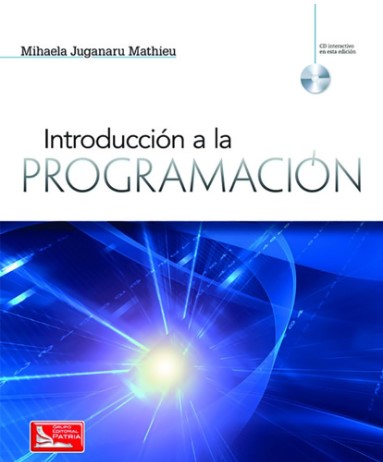 Mihaela Juganaru Mathieu
CD interactivo
en esta edición
Introducción a la
PROGRAMACIÓN
GRUPO
EDITORIAL
PATRIA